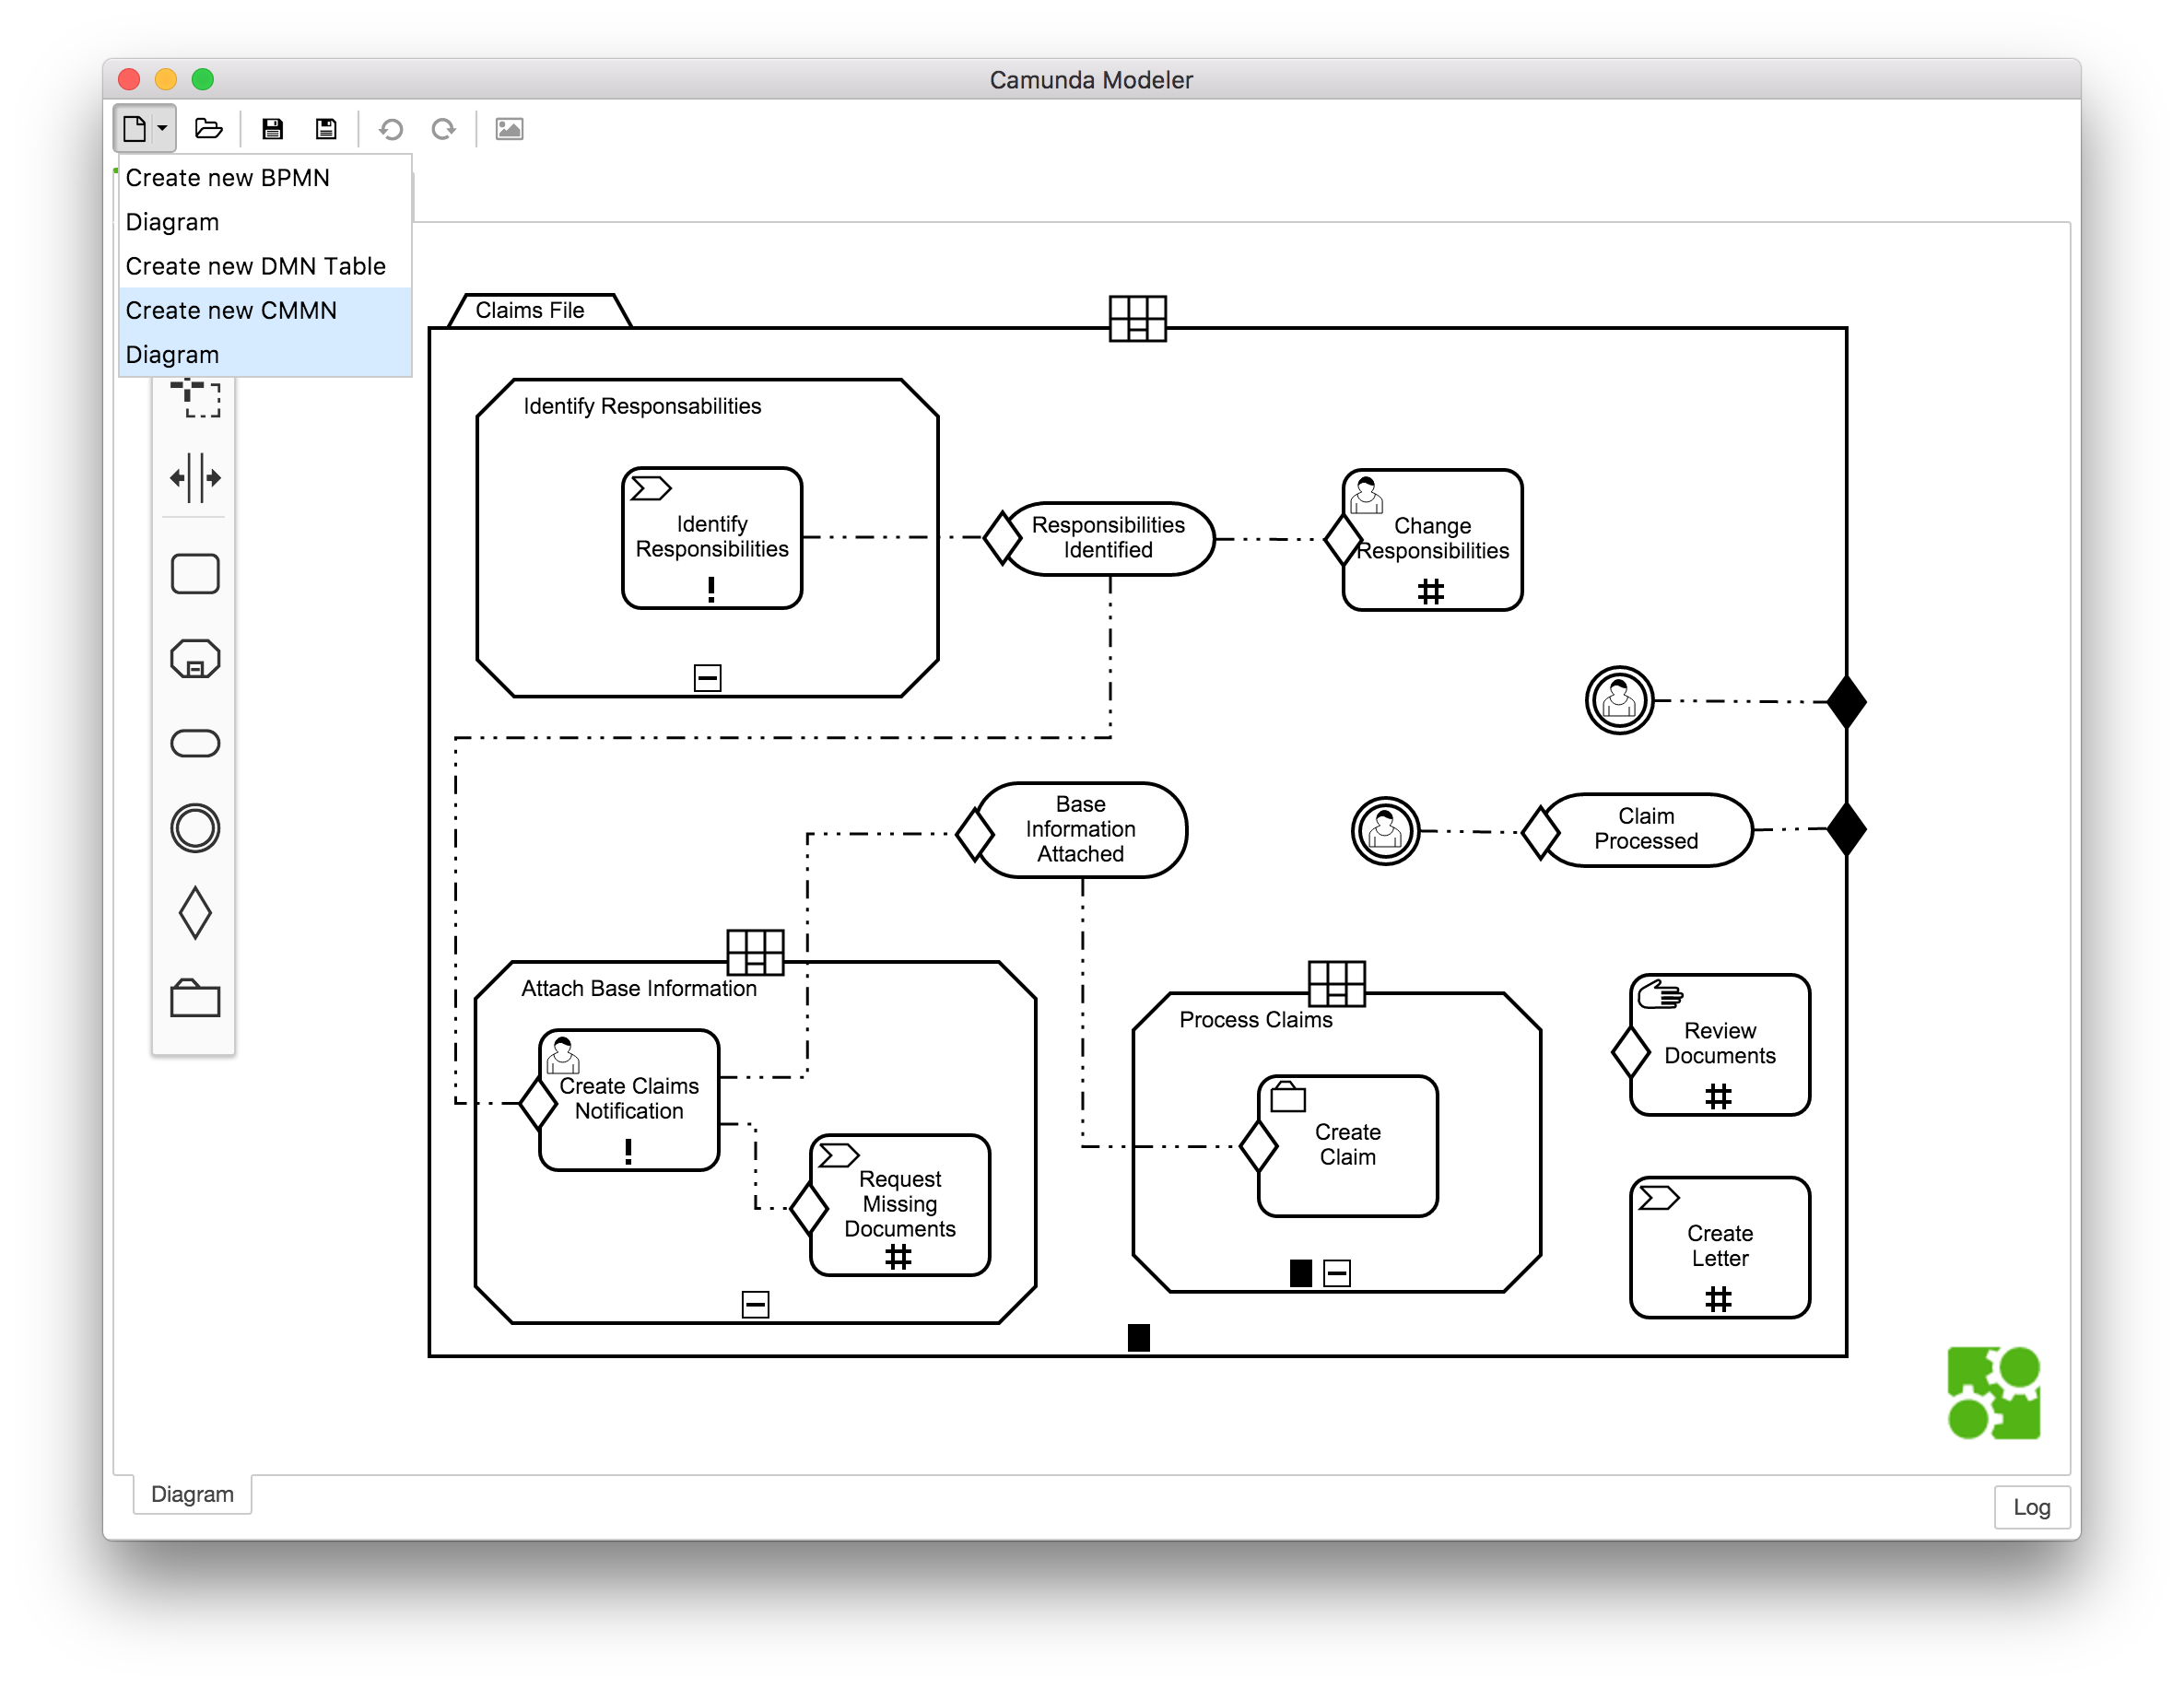 Camunda Modeler
Create new BPMN
Diagram
Create new DMN Table
Create new CMMN
Diagram
Claims File
Identify Responsabilities
Identify
Responsibilities
!
Responsibilities
Identified
Change
Responsibilities
#
Base
Information
Attached
Claim
Processed
Attach Base Information
Create Claims
Notification
!
Request
Missing
Documents
#
Process Claims
Create
Claim
Review
Documents
#
Create
Letter
#
Diagram
Log